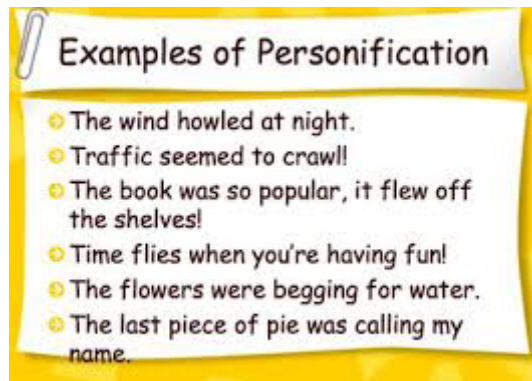 Examples of Personification
The wind howled at night.
Traffic seemed to crawl!
The book was so popular, it flew off
the shelves!
Time flies when you're having fun!
The flowers were begging for water.
The last piece of pie was calling my
name.